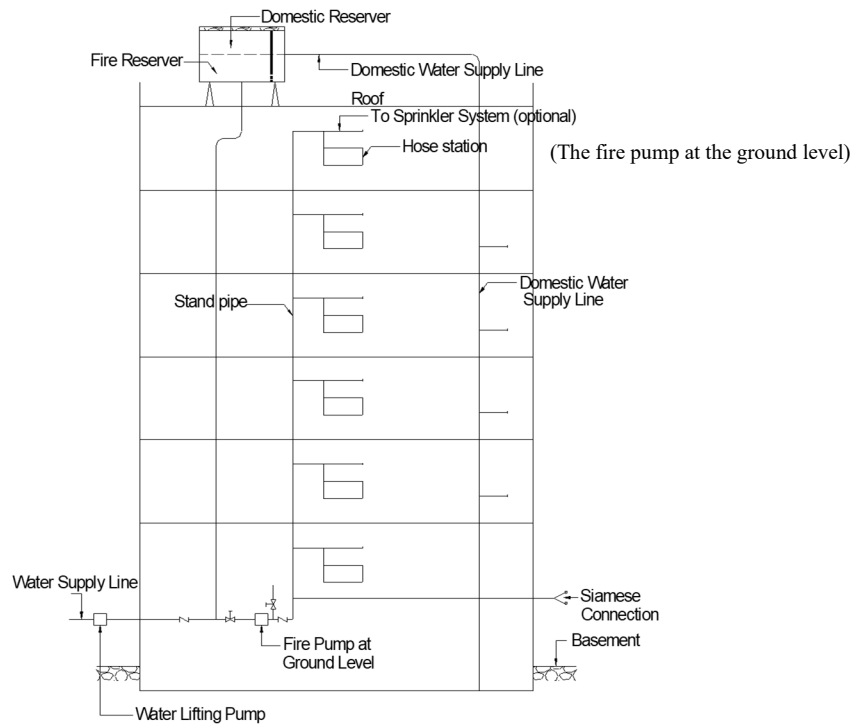 Domestic Reserver
Fire Reserver
Domestic Water Supply Line
Roof
To Sprinkler System (optional)
Hose station
(The fire pump at the ground level)
Stand pipe
Domestic Water
Supply Line
Water Supply Line
Siamese
Connection
Fire Pump at
Ground Level
Basement
Water Lifting Pump